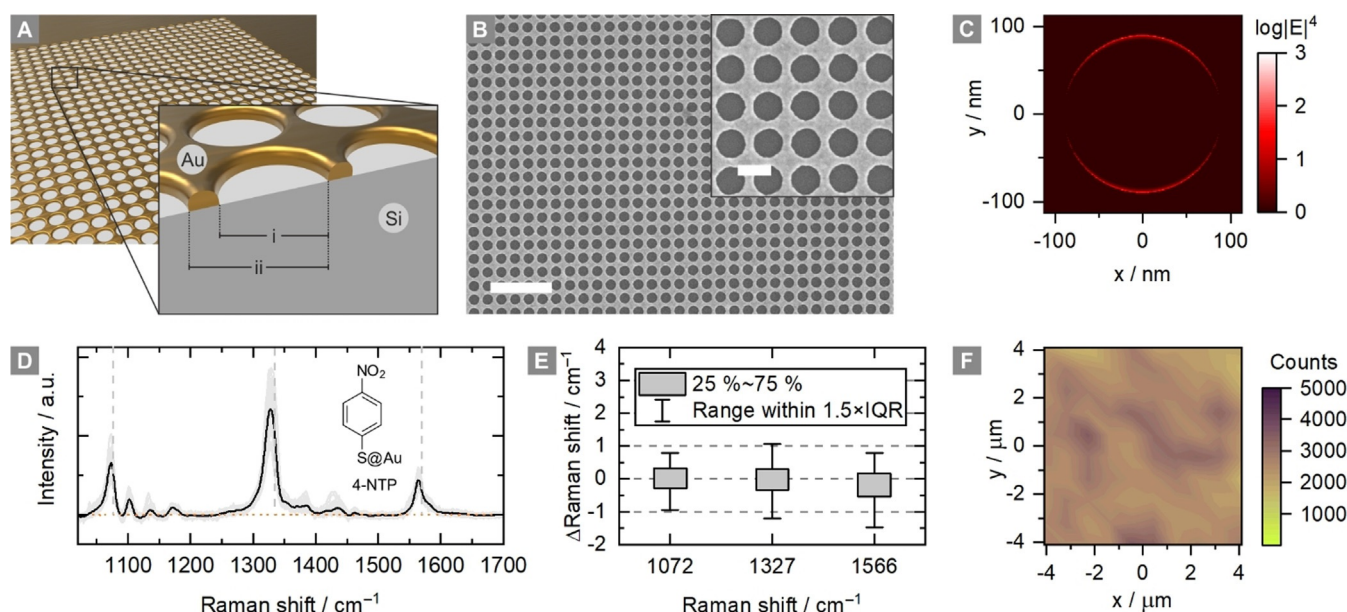 A
Au
Si
i
ii
B
C
log|E|⁴
3
2
1
0
y / nm
100
0
-100
-100
0
100
x / nm
D
Intensity / a.u.
NO₂
S@Au
4-NTP
1100 1200 1300 1400 1500 1600 1700
Raman shift / cm⁻¹
E
ΔRaman shift / cm⁻¹
4
3
2
1
0
-1
-2
25 %~75 %
Range within 1.5×IQR
1072 1327 1566
Raman shift / cm⁻¹
F
y / μm
4
2
0
-2
-4
-4 -2 0 2 4
x / μm
Counts
5000
4000
3000
2000
1000